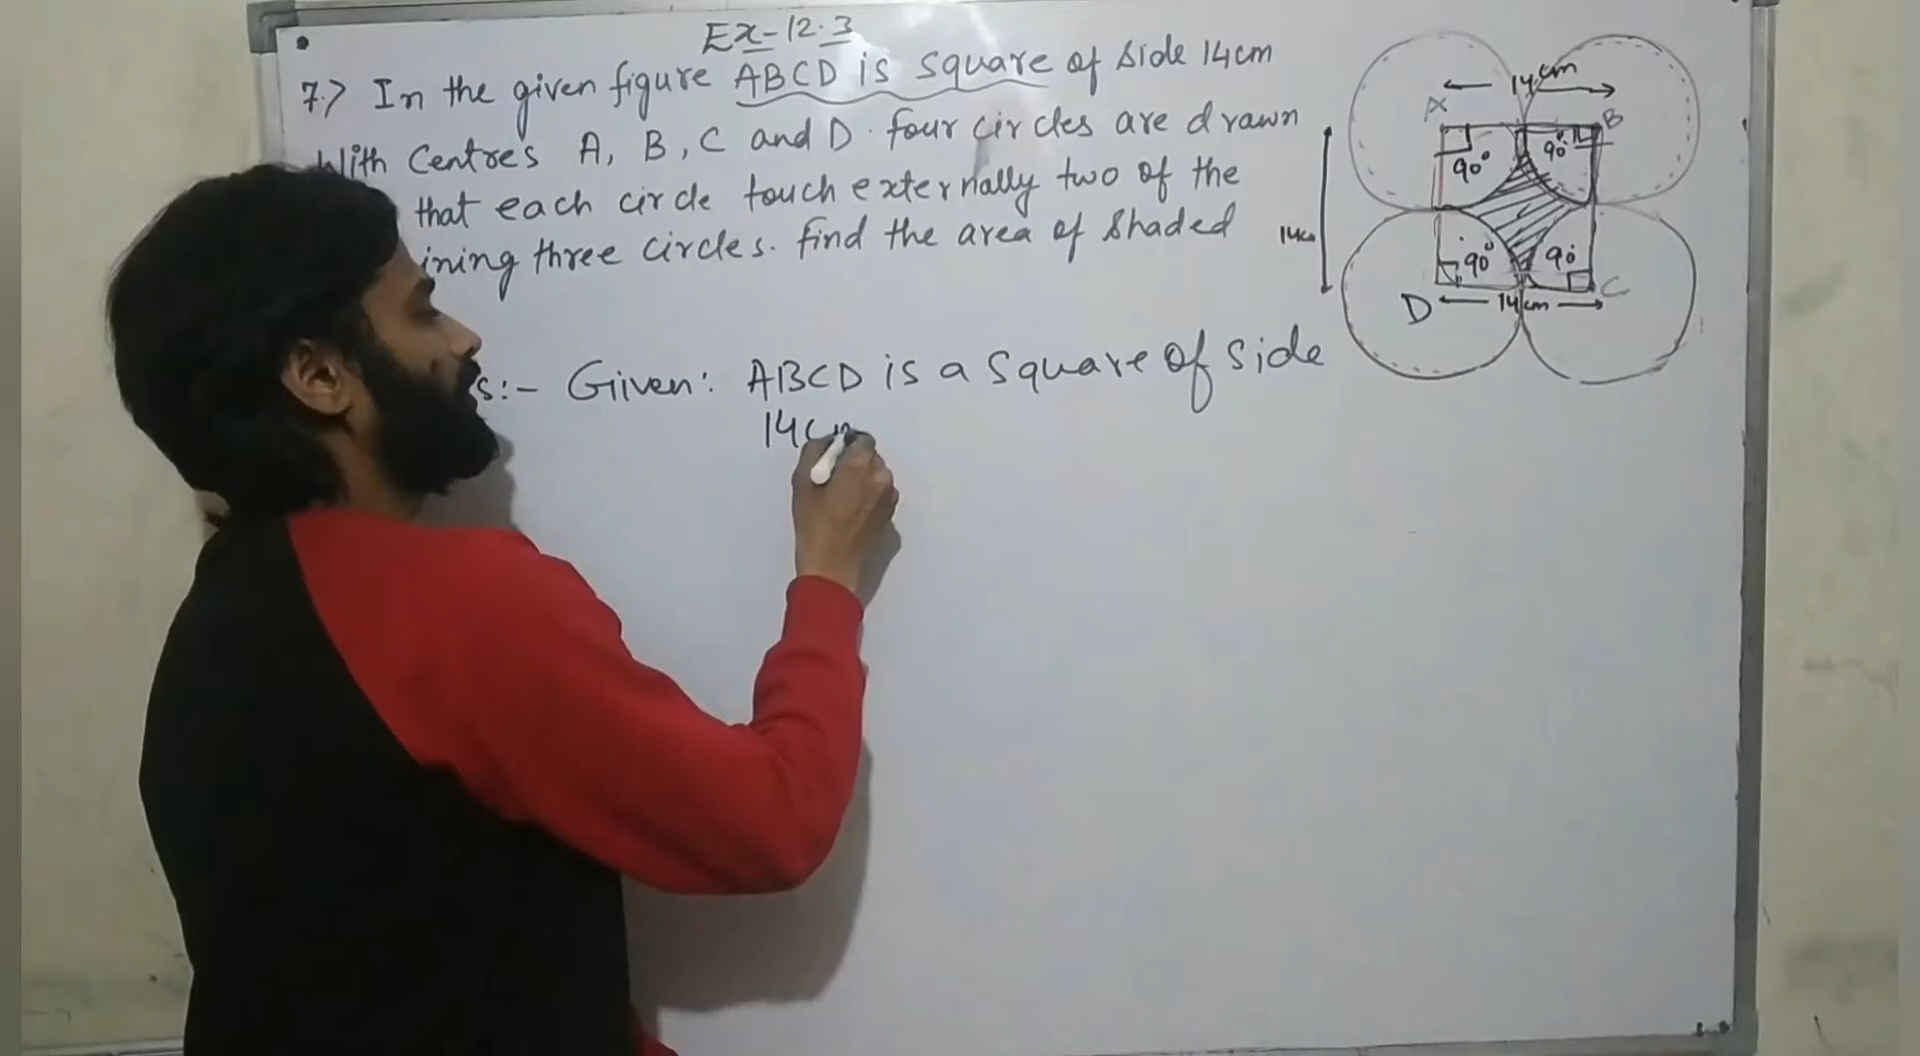 Ex-12.3
7.> In the given figure ABCD is square of side 14cm
With Centres A, B, C and D. four circles are drawn
that each circle touch externally two of the
ining three circles. find the area of shaded
s:- Given: ABCD is a Square of Side
14cm
14cm
A
B
90°
90°
14cm
90°
90°
D
14cm
C